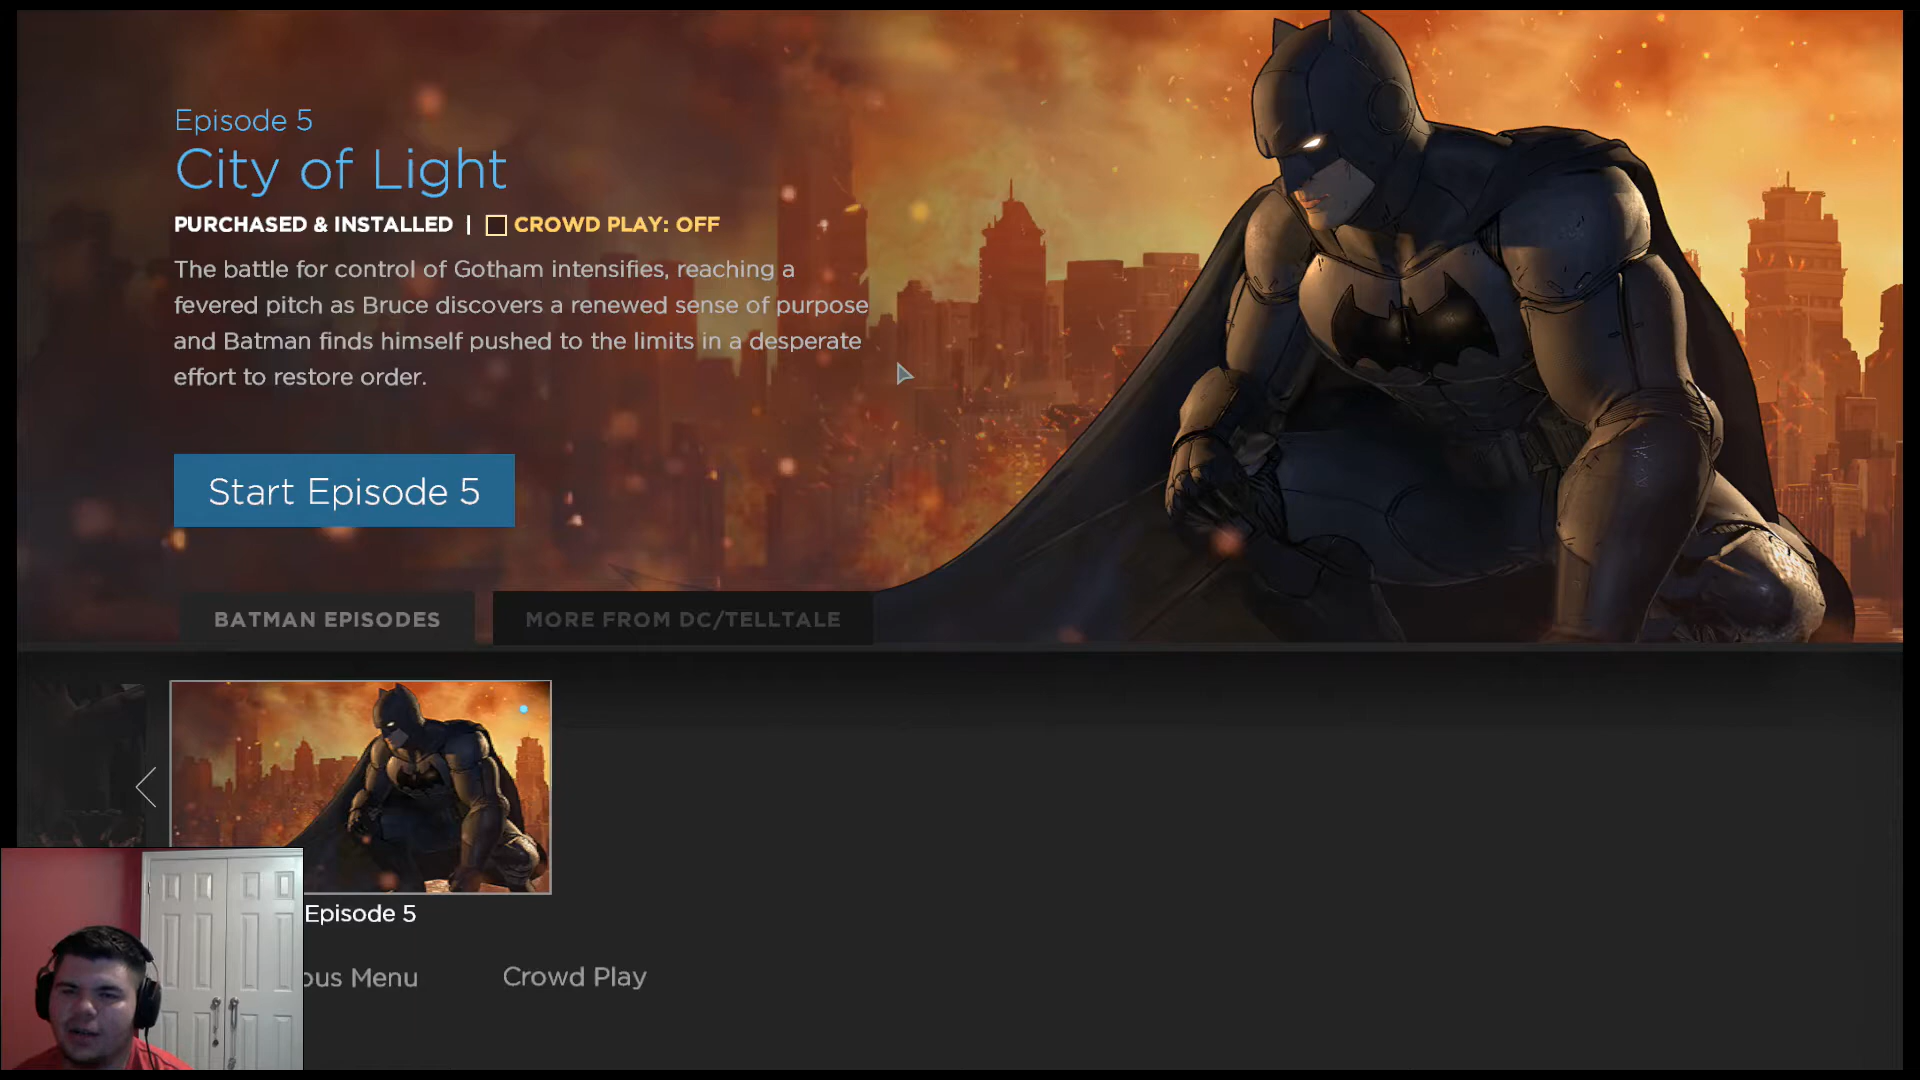 Episode 5
City of Light
PURCHASED & INSTALLED | CROWD PLAY: OFF
The battle for control of Gotham intensifies, reaching a
fevered pitch as Bruce discovers a renewed sense of purpose
and Batman finds himself pushed to the limits in a desperate
effort to restore order.
Start Episode 5
BATMAN EPISODES
MORE FROM DC/TELLTALE
Episode 5
ous Menu
Crowd Play